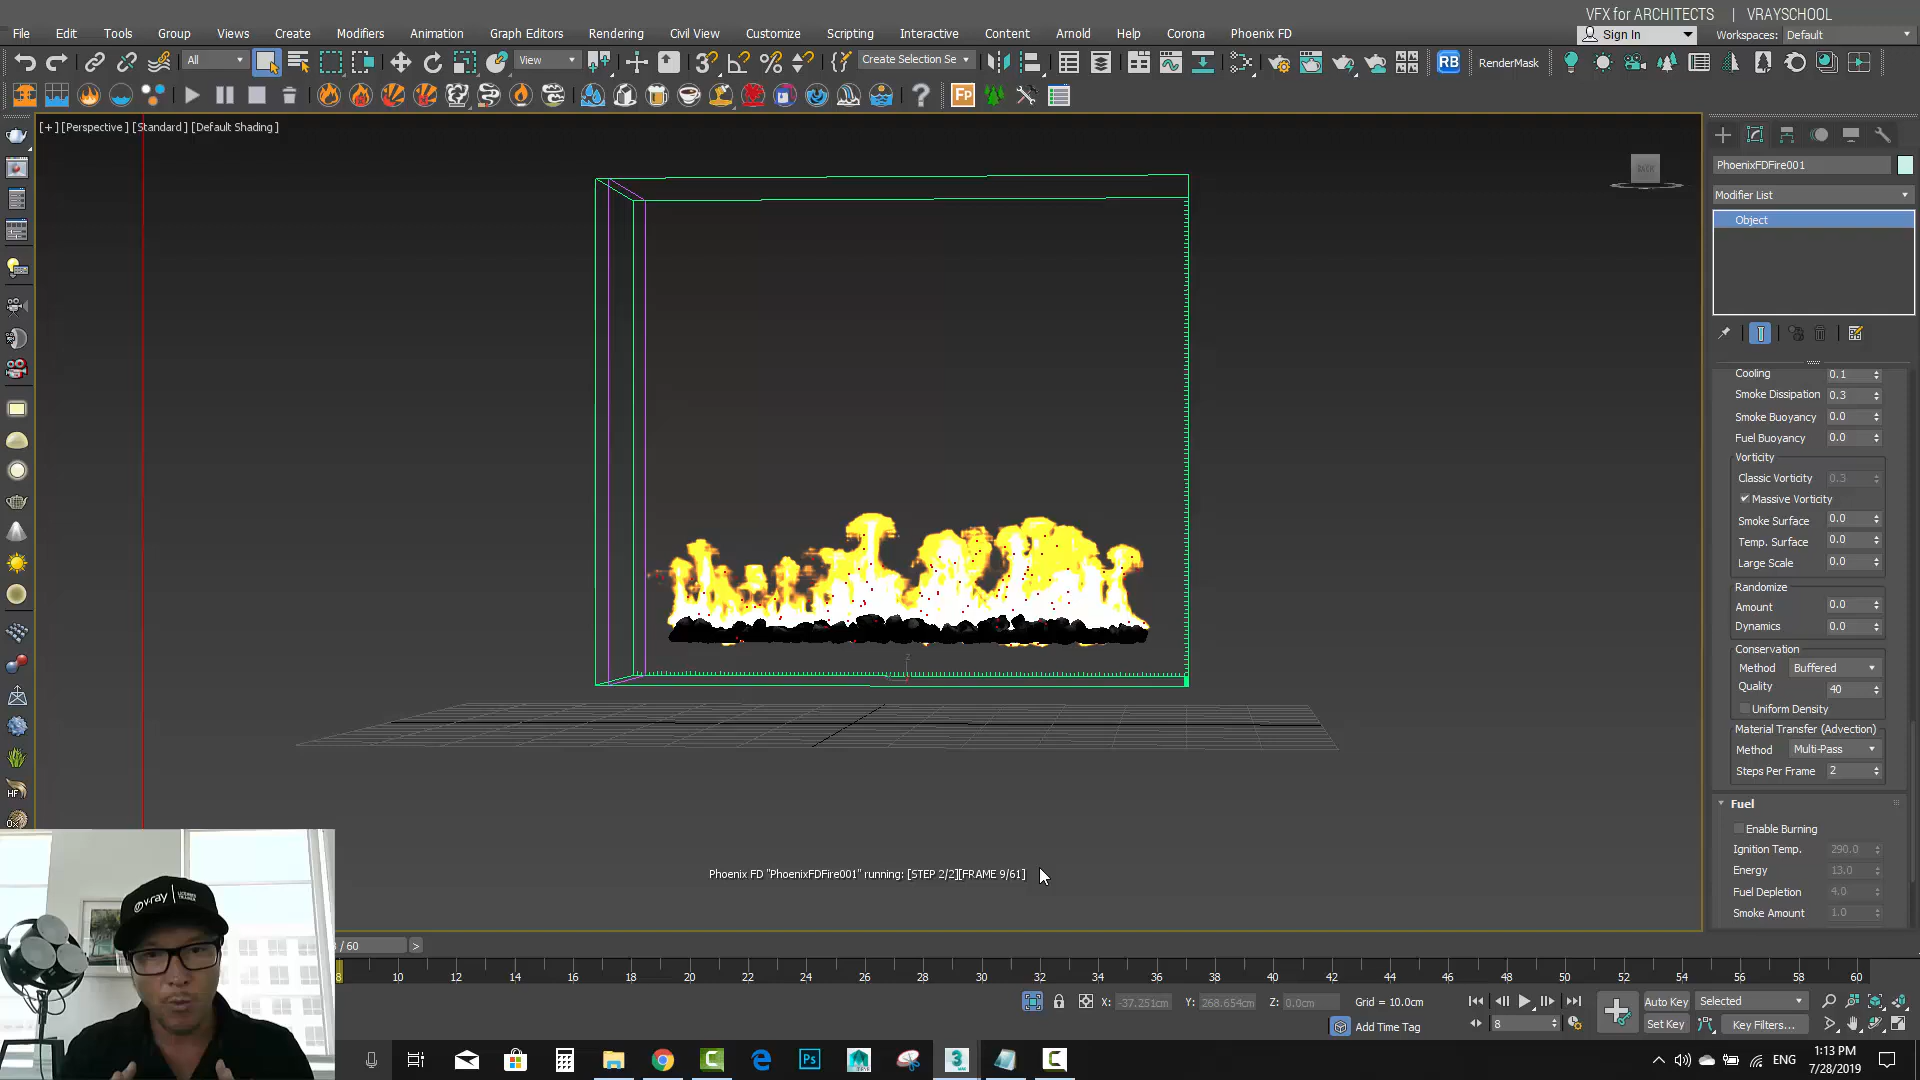 VFX for ARCHITECTS | VRAYSCHOOL
File Edit Tools Group Views Create Modifiers Animation Graph Editors Rendering Civil View Customize Scripting Interactive Content Arnold Help Corona Phoenix FD
Sign In Workspaces: Default
All View Create Selection Se RB RenderMask
Fp
[+] [Perspective] [Standard] [Default Shading]
BACK
PhoenixFDFire001
Modifier List
Object
Cooling 0.1
Smoke Dissipation 0.3
Smoke Buoyancy 0.0
Fuel Buoyancy 0.0
Vorticity
Classic Vorticity 0.3
Massive Vorticity
Smoke Surface 0.0
Temp. Surface 0.0
Large Scale 0.0
Randomize
Amount 0.0
Dynamics 0.0
Conservation
Method Buffered
Quality 40
Uniform Density
Material Transfer (Advection)
Method Multi-Pass
Steps Per Frame 2
Fuel
Enable Burning
Ignition Temp. 290.0
Energy 13.0
Fuel Depletion 4.0
Smoke Amount 1.0
z
HF
Phoenix FD "PhoenixFDFire001" running: [STEP 2/2][FRAME 9/61]
/ 60 >
8 10 12 14 16 18 20 22 24 26 28 30 32 34 36 38 40 42 44 46 48 50 52 54 56 58 60
X: -37.251cm Y: 268.654cm Z: 0.0cm Grid = 10.0cm
Auto Key Selected
Add Time Tag 8 Set Key Key Filters...
v-ray
Ps 3
ENG
1:13 PM
7/28/2019